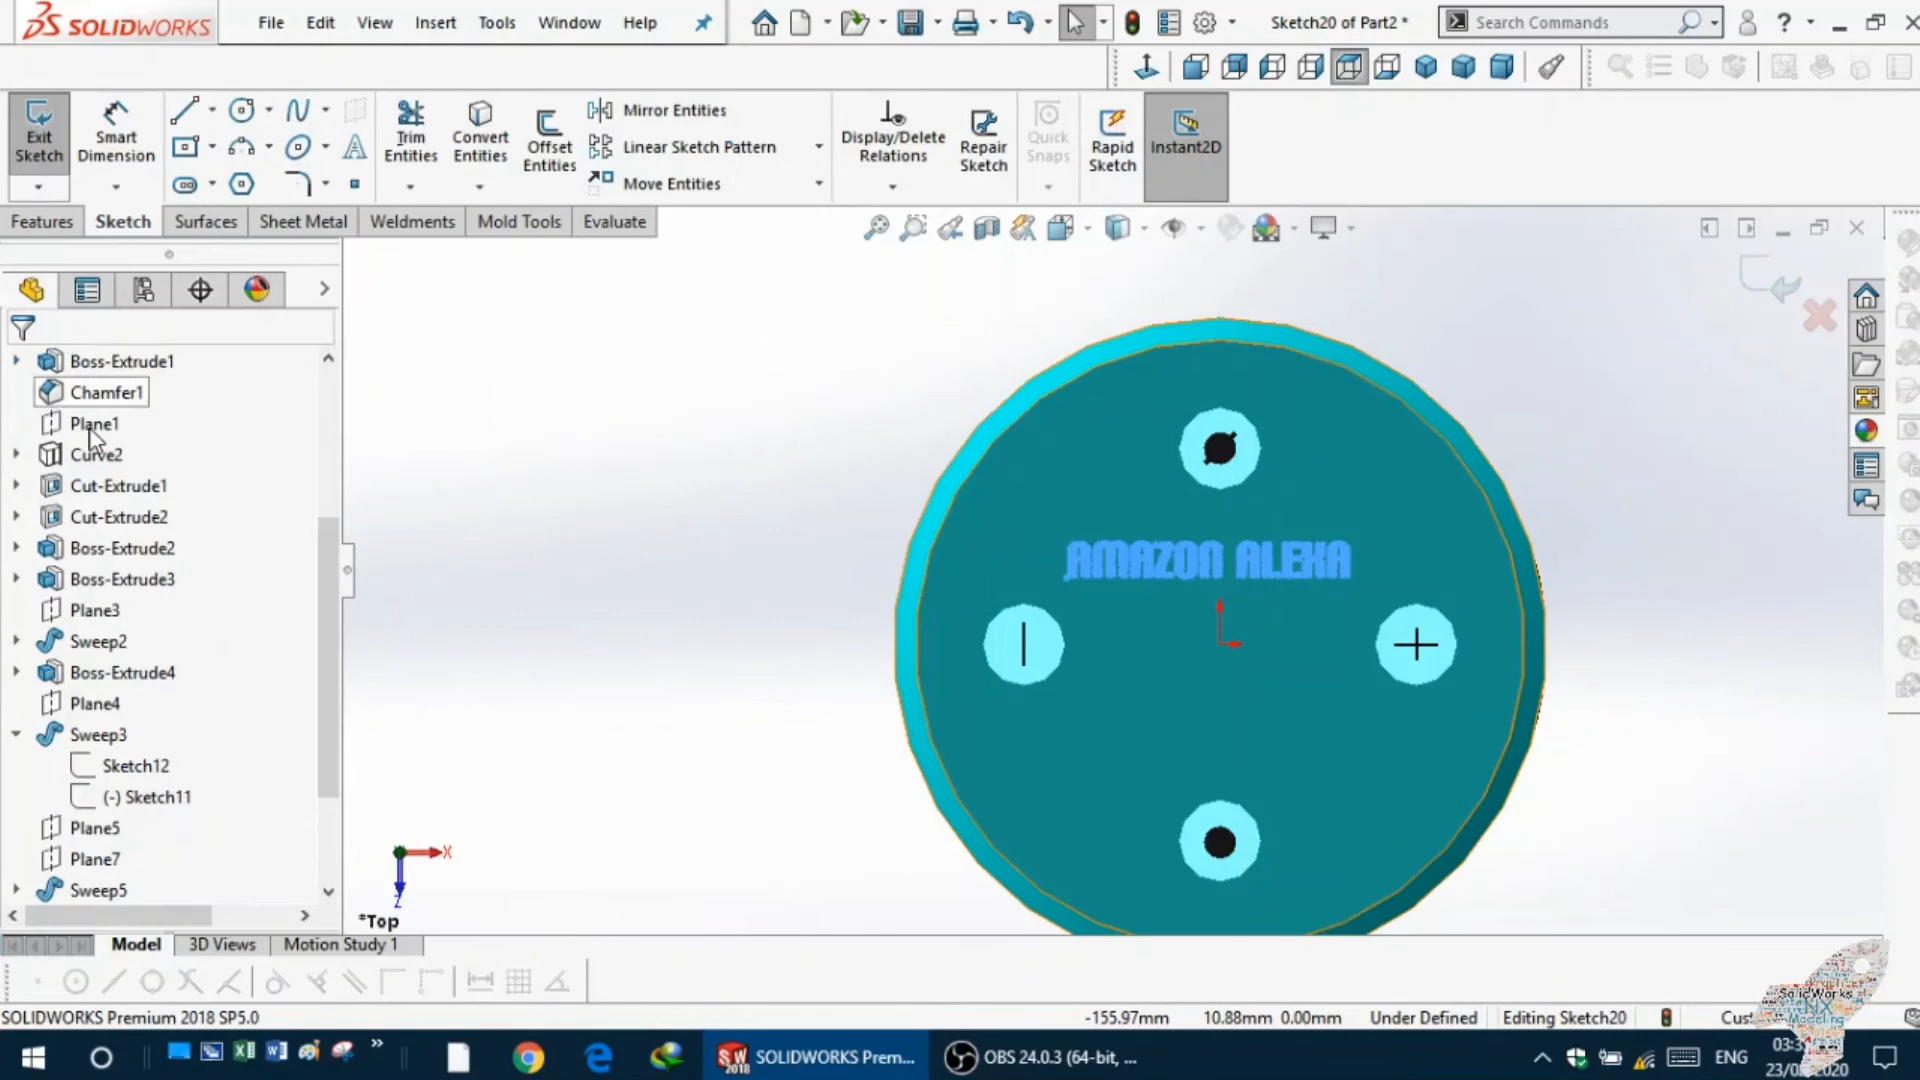 SOLIDWORKS
File Edit View Insert Tools Window Help
Sketch20 of Part2 *
Search Commands
Exit Sketch
Smart Dimension
Trim Entities
Convert Entities
Offset Entities
Mirror Entities
Linear Sketch Pattern
Move Entities
Display/Delete Relations
Repair Sketch
Quick Snaps
Rapid Sketch
Instant2D
Features Sketch Surfaces Sheet Metal Weldments Mold Tools Evaluate
Boss-Extrude1
Chamfer1
Plane1
Curve2
Cut-Extrude1
Cut-Extrude2
Boss-Extrude2
Boss-Extrude3
Plane3
Sweep2
Boss-Extrude4
Plane4
Sweep3
Sketch12
(-) Sketch11
Plane5
Plane7
Sweep5
AMAZON ALEXA
X
Z
*Top
Model 3D Views Motion Study 1
SolidWorks
NX
Modeling
SOLIDWORKS Premium 2018 SP5.0
-155.97mm 10.88mm 0.00mm Under Defined Editing Sketch20
SOLIDWORKS Prem...
OBS 24.0.3 (64-bit, ...
ENG